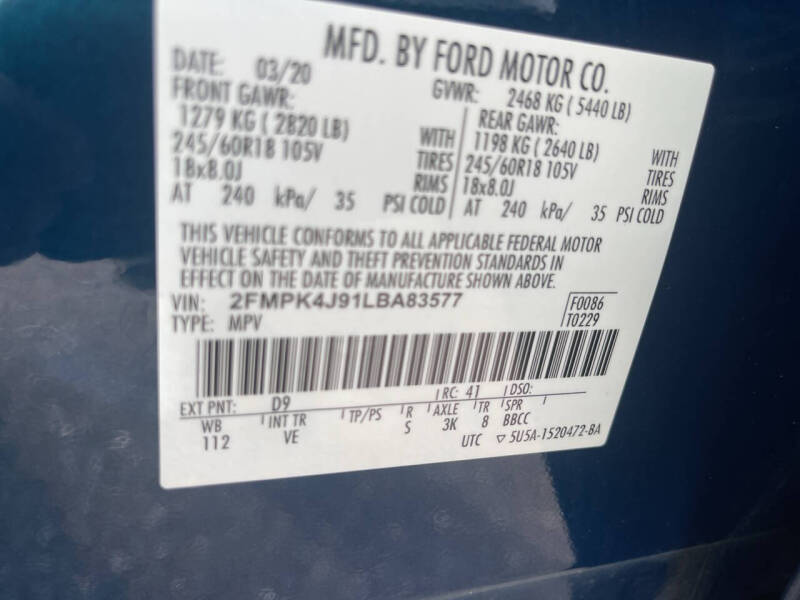 MFD. BY FORD MOTOR CO.
DATE: 03/20 GVWR: 2468 KG ( 5440 LB)
FRONT GAWR: REAR GAWR:
1279 KG ( 2820 LB) WITH 1198 KG ( 2640 LB) WITH
245/60R18 105V TIRES 245/60R18 105V TIRES
18x8.0J RIMS 18x8.0J RIMS
AT 240 kPa/ 35 PSI COLD AT 240 kPa/ 35 PSI COLD
THIS VEHICLE CONFORMS TO ALL APPLICABLE FEDERAL MOTOR
VEHICLE SAFETY AND THEFT PREVENTION STANDARDS IN
EFFECT ON THE DATE OF MANUFACTURE SHOWN ABOVE.
VIN: 2FMPK4J91LBA83577 F0086
TYPE: MPV T0229
EXT PNT: D9 RC: 41 DSO:
WB INT TR TP/PS R AXLE TR SPR
112 VE S 3K 8 BBCC
UTC ▽ 5U5A-1520472-BA